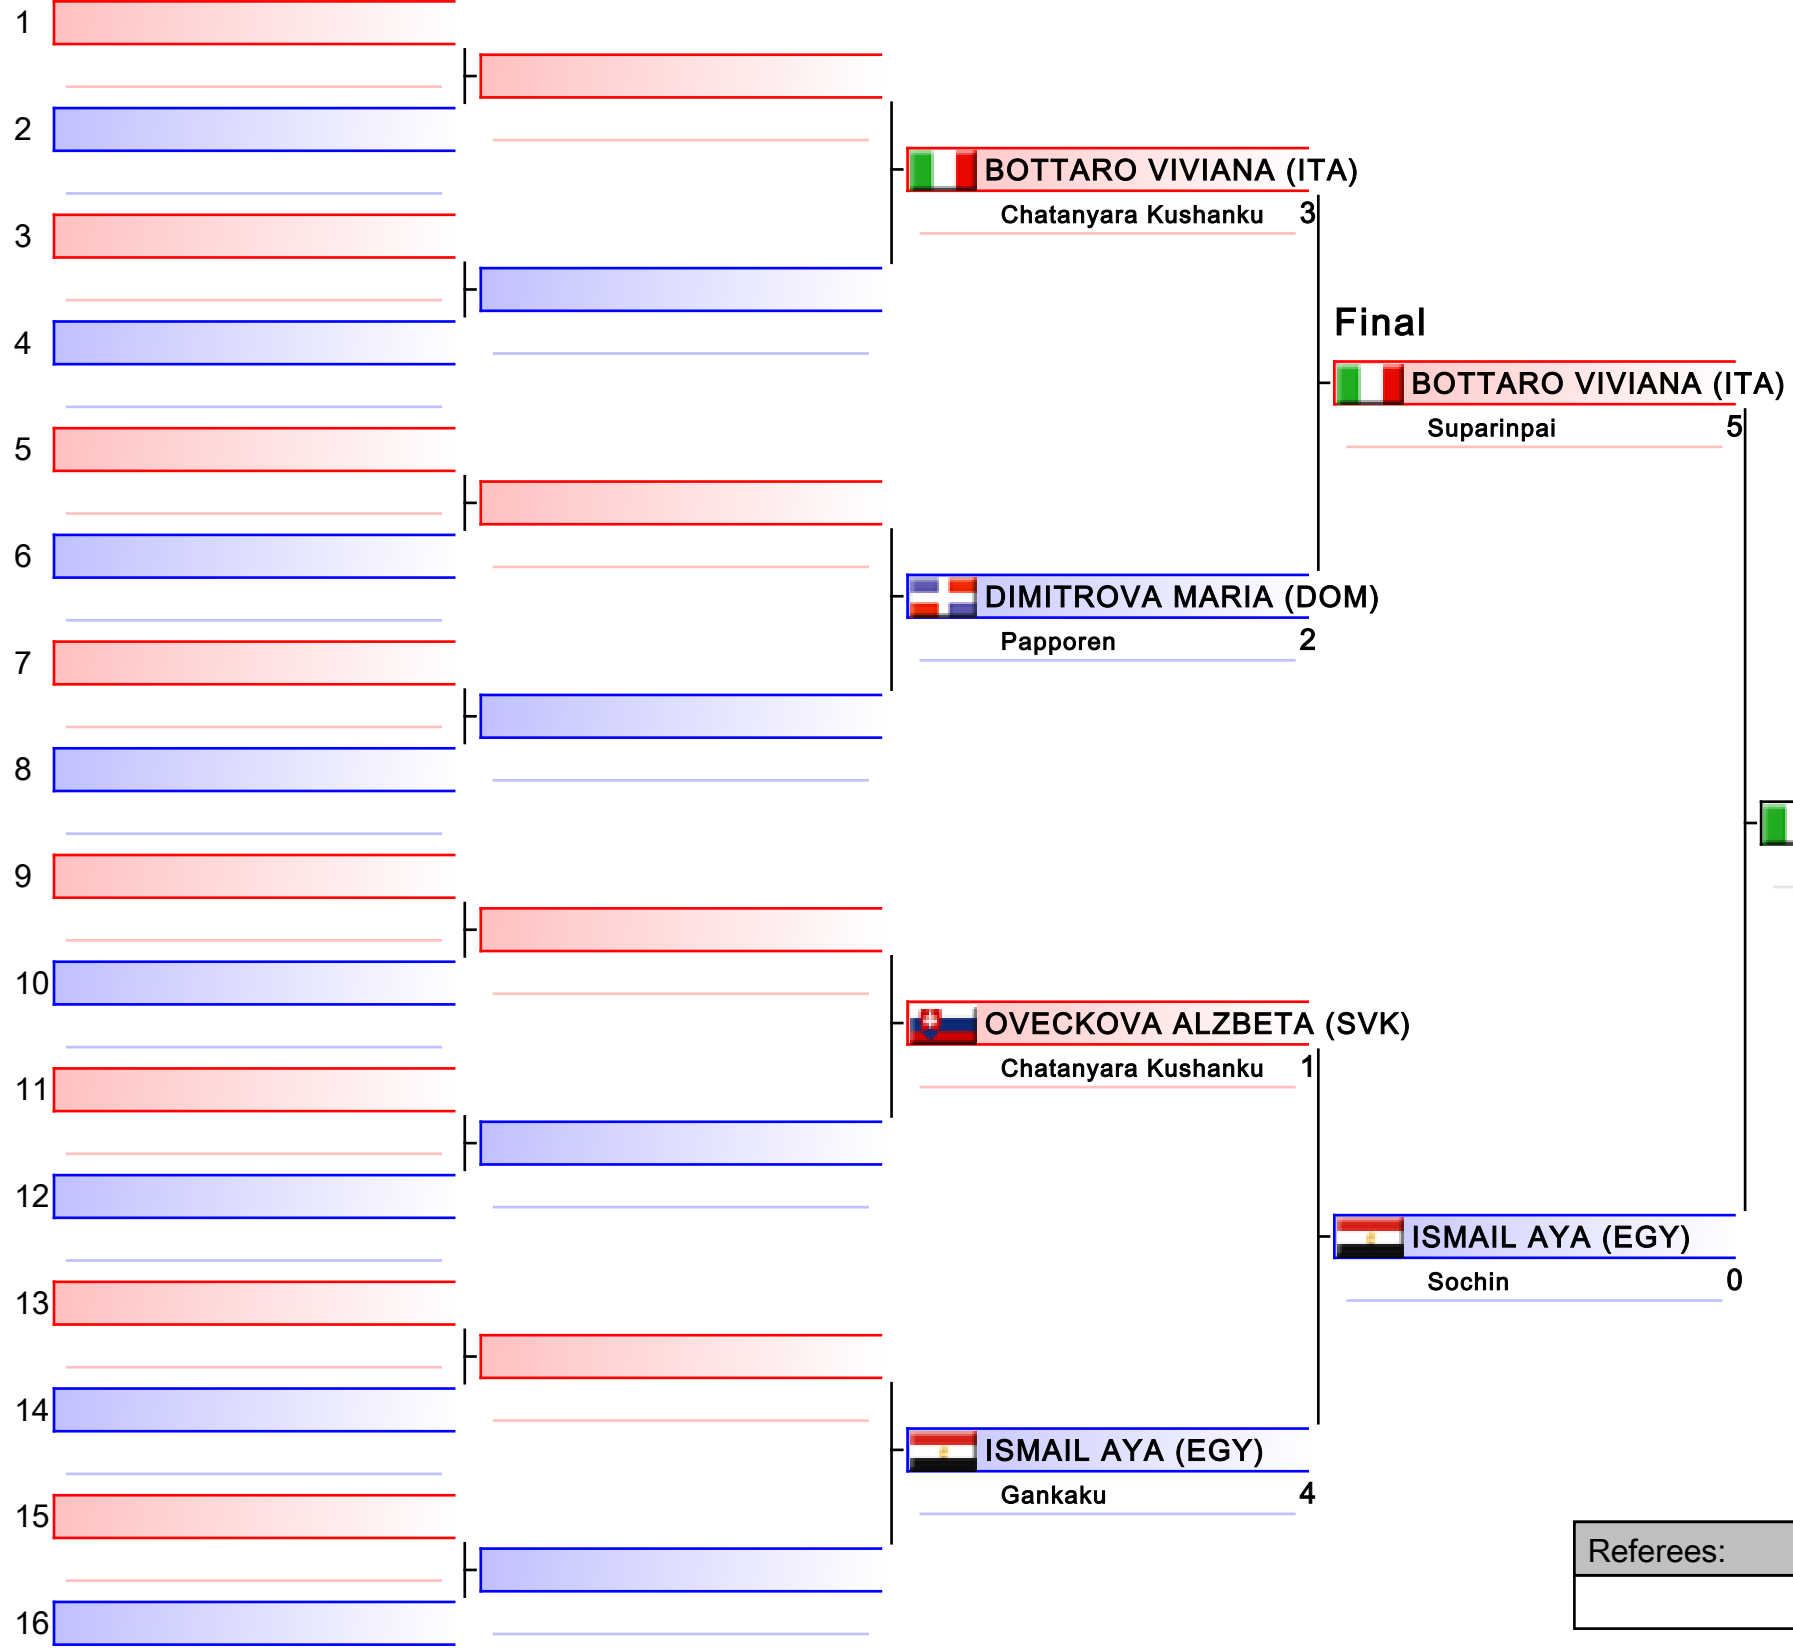 1
2
BOTTARO VIVIANA (ITA)
Chatanyara Kushanku 3
3
Final
4
BOTTARO VIVIANA (ITA)
Suparinpai 5
5
6
DIMITROVA MARIA (DOM)
Papporen 2
7
8
9
10
OVECKOVA ALZBETA (SVK)
Chatanyara Kushanku 1
11
12
ISMAIL AYA (EGY)
Sochin 0
13
14
ISMAIL AYA (EGY)
Gankaku 4
15
Referees:
16